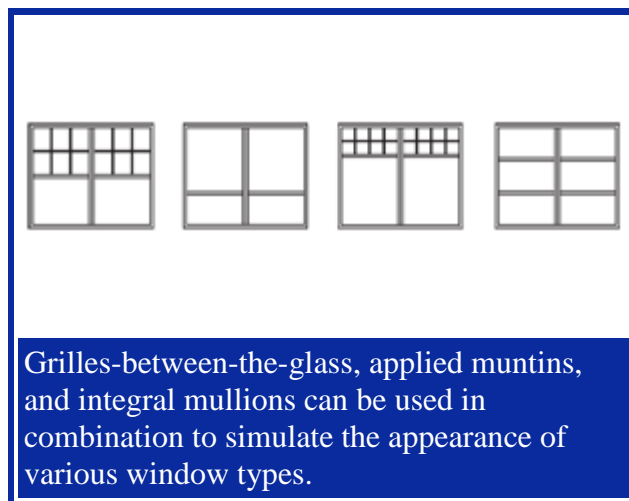 Grilles-between-the-glass, applied muntins,
and integral mullions can be used in
combination to simulate the appearance of
various window types.